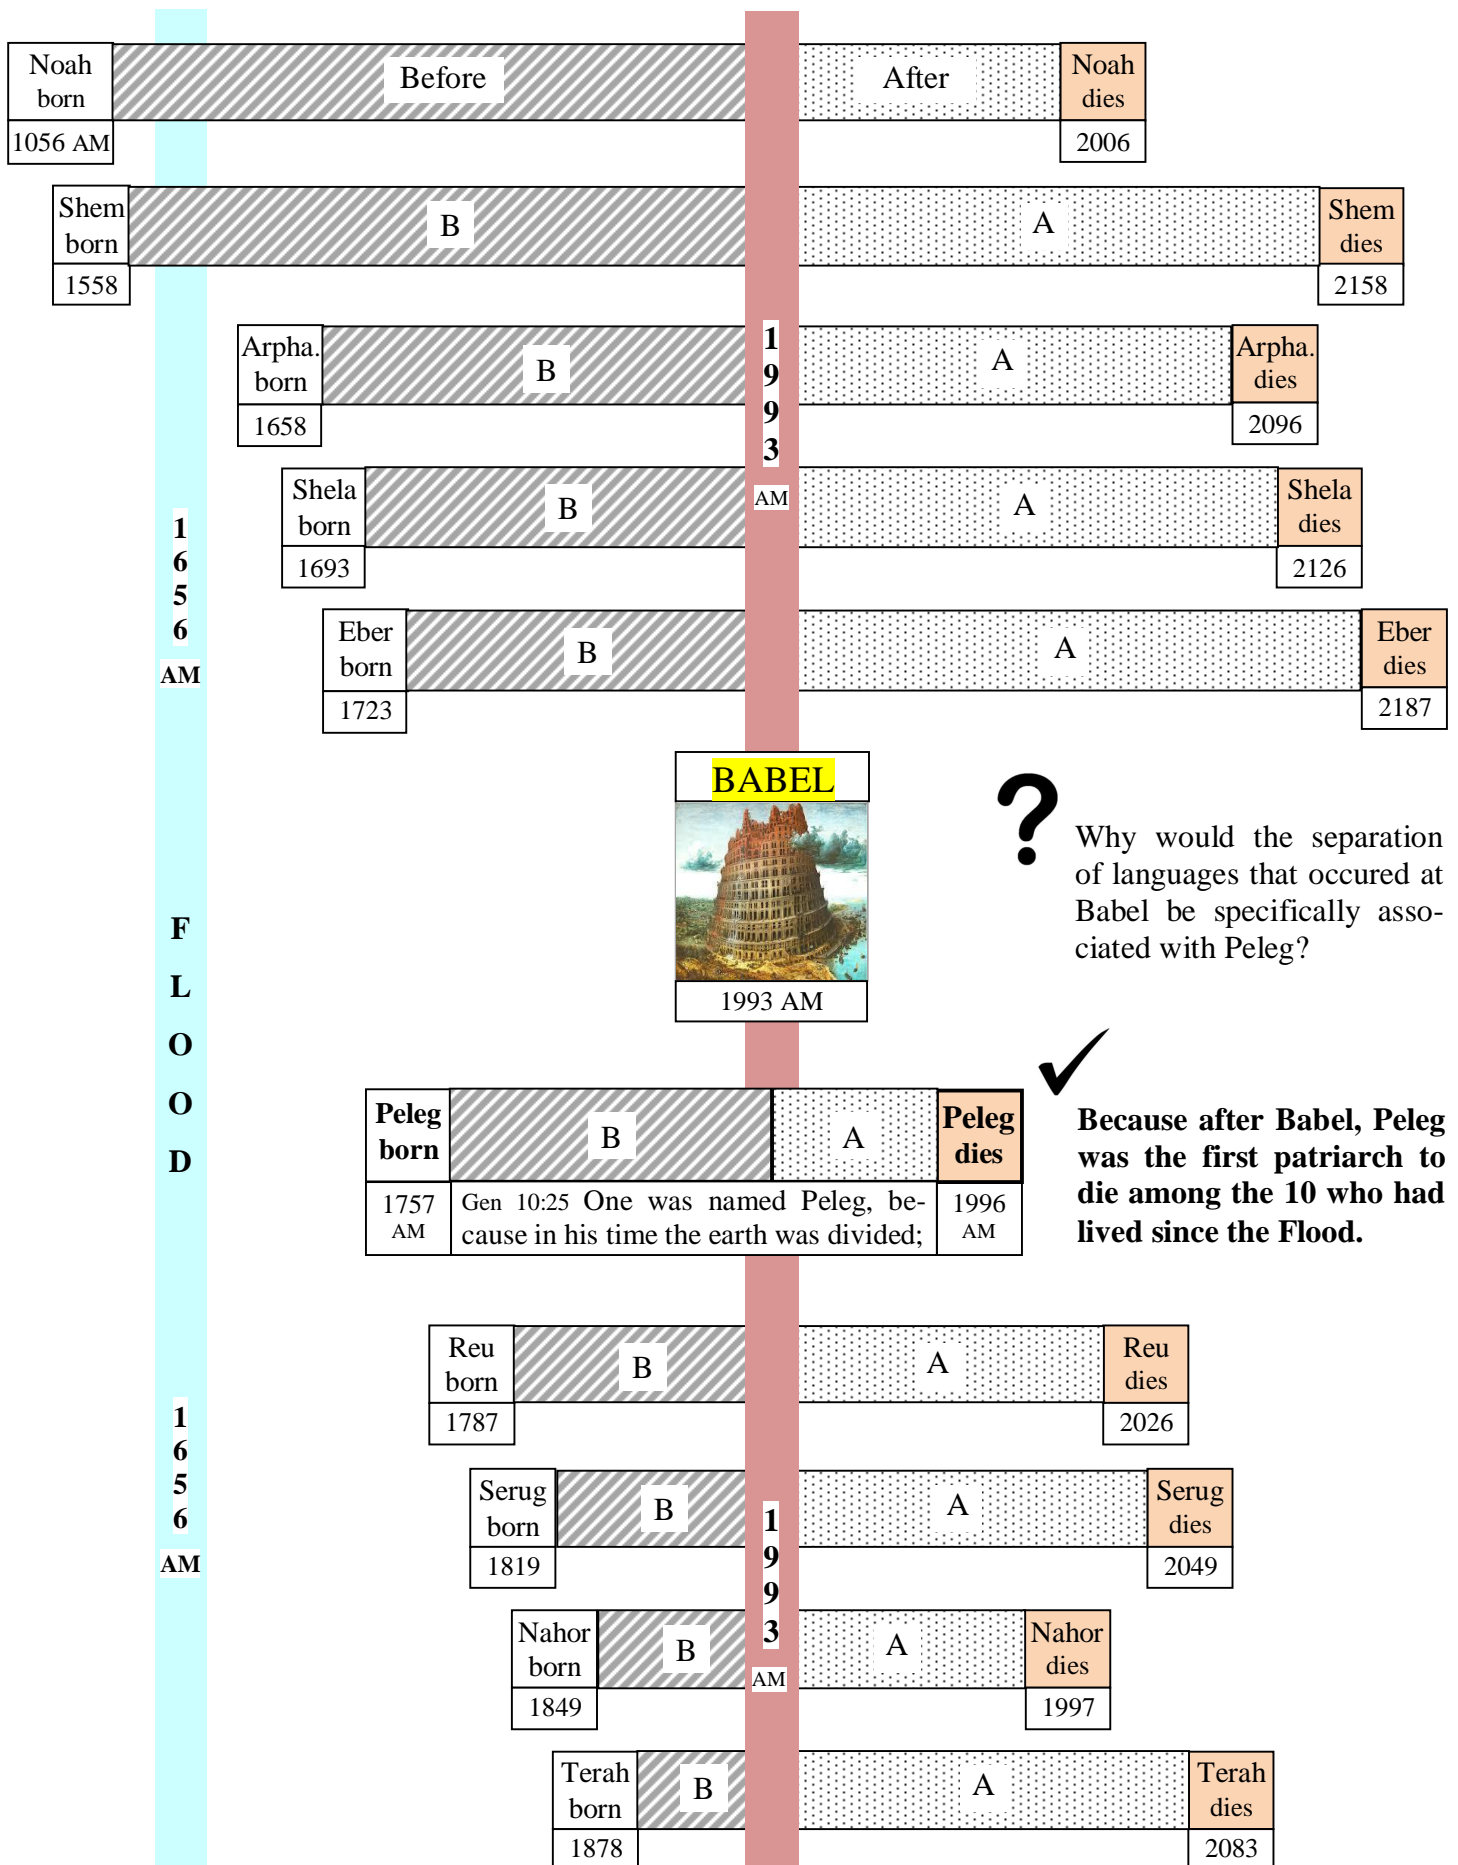 Noah
born
1056 AM
Before
After
Noah
dies
2006
Shem
born
1558
B
A
Shem
dies
2158
Arpha.
born
1658
B
A
Arpha.
dies
2096
1
9
9
3
AM
Shela
born
1693
B
A
Shela
dies
2126
1
6
5
6
AM
Eber
born
1723
B
A
Eber
dies
2187
BABEL
1993 AM
?
Why would the separation
of languages that occured at
Babel be specifically asso-
ciated with Peleg?
F
L
O
O
D
Peleg
born
1757
AM
B
A
Gen 10:25 One was named Peleg, be-
cause in his time the earth was divided;
Peleg
dies
1996
AM
Because after Babel, Peleg
was the first patriarch to
die among the 10 who had
lived since the Flood.
Reu
born
1787
B
A
Reu
dies
2026
1
6
5
6
AM
Serug
born
1819
B
A
Serug
dies
2049
1
9
9
3
AM
Nahor
born
1849
B
A
Nahor
dies
1997
Terah
born
1878
B
A
Terah
dies
2083